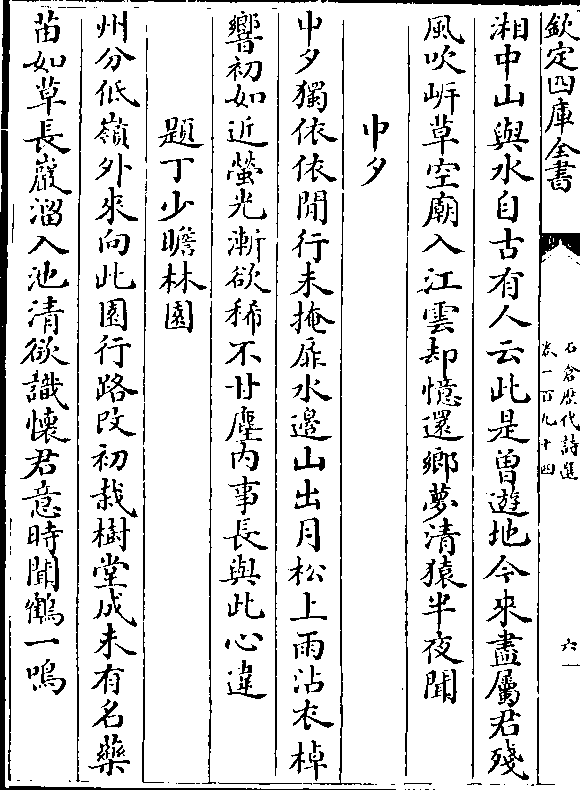 欽定四庫全書
石倉歷代詩選
卷一百九十四
六一
湘中山與水自古有人云此是曾遊地今來盡屬君殘
風吹岍草空廟入江雲却憶還鄉夢清猿半夜聞
中夕
中夕獨依依閒行未掩扉水邊山出月松上雨沾衣棹
響初如近螢光漸欲稀不甘塵内事長與此心違
題丁少瞻林園
州分低嶺外來向此園行路改初栽樹堂成未有名藥
苗如草長巖溜入池清欲識懷君意時聞鶴一鳴